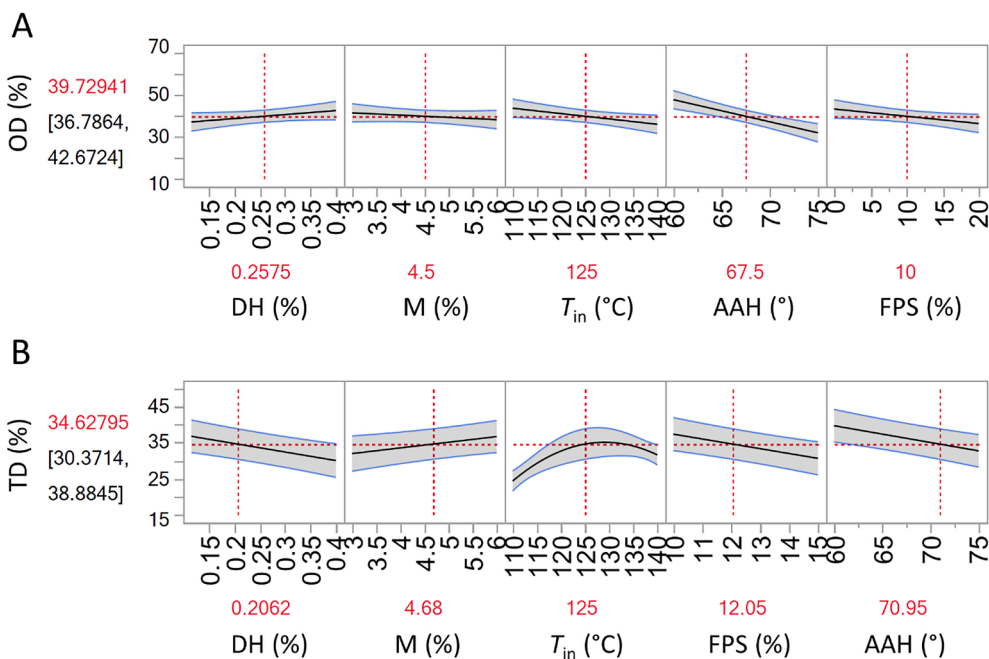 A
OD (%)
39.72941
[36.7864,
42.6724]
70
50
30
10
0.15 0.2 0.25 0.3 0.35 0.4 3 3.5 4 4.5 5 5.5 6 110 115 120 125 130 135 140 60 65 70 75 0 5 10 15 20
0.2575 4.5 125 67.5 10
DH (%) M (%) Tin (°C) AAH (°) FPS (%)
B
TD (%)
34.62795
[30.3714,
38.8845]
45
35
25
15
0.15 0.2 0.25 0.3 0.35 0.4 3 3.5 4 4.5 5 5.5 6 110 115 120 125 130 135 140 10 11 12 13 14 15 60 65 70 75
0.2062 4.68 125 12.05 70.95
DH (%) M (%) Tin (°C) FPS (%) AAH (°)